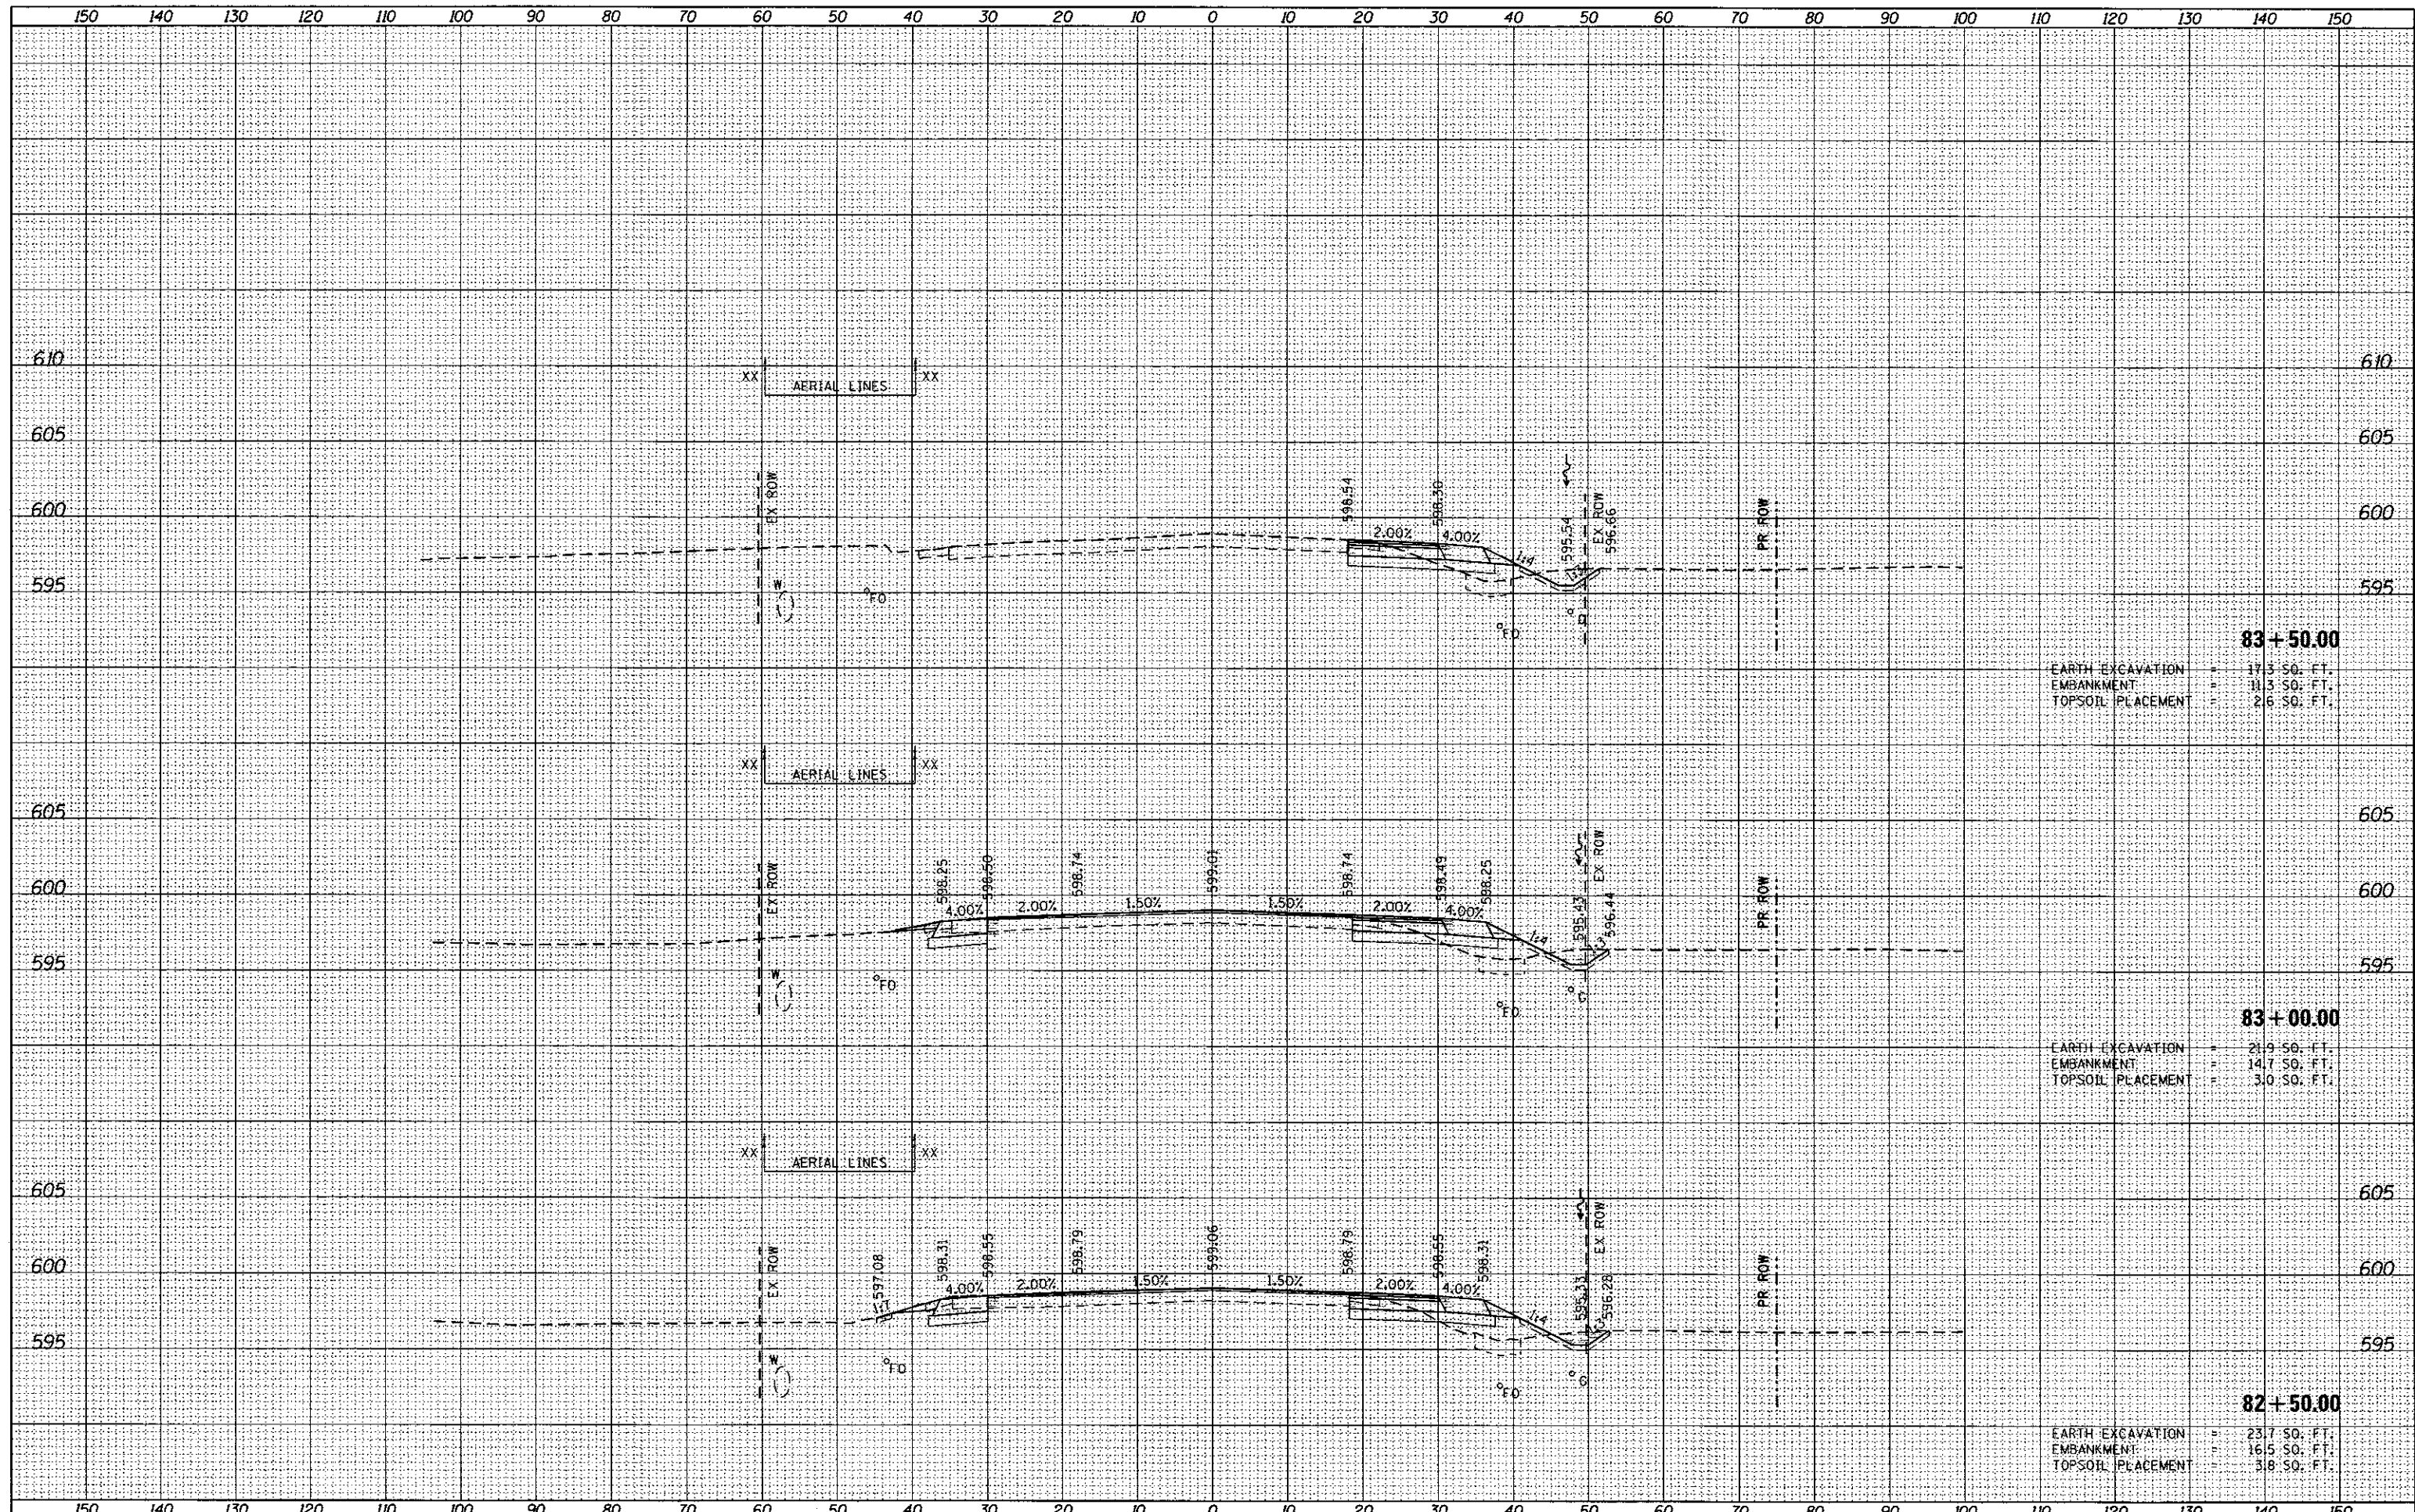 150 140 130 120 110 100 90 80 70 60 50 40 30 20 10 0 10 20 30 40 50 60 70 80 90 100 110 120 130 140 150
610 610
XX AERIAL LINES XX
605 605
EX ROW 598.54 598.30 595.54 EX ROW 596.66 PR ROW
600 600
2.00% 4.00% 1:4 1:3
595 595
W FO FO G
83+50.00
EARTH EXCAVATION = 17.3 SQ. FT.
EMBANKMENT = 11.3 SQ. FT.
TOPSOIL PLACEMENT = 2.6 SQ. FT.
XX AERIAL LINES XX
605 605
EX ROW 598.25 598.50 598.74 599.01 598.74 598.49 598.25 595.43 EX ROW 596.44 PR ROW
600 600
4.00% 2.00% 1.50% 1.50% 2.00% 4.00% 1:4 1:3
595 595
W FO FO G
83+00.00
EARTH EXCAVATION = 21.9 SQ. FT.
EMBANKMENT = 14.7 SQ. FT.
TOPSOIL PLACEMENT = 3.0 SQ. FT.
XX AERIAL LINES XX
605 605
EX ROW 597.08 598.31 598.55 598.79 599.06 598.79 598.55 598.31 595.33 EX ROW 596.28 PR ROW
600 600
1:7 4.00% 2.00% 1.50% 1.50% 2.00% 4.00% 1:4 1:3
595 595
W FO FO G
82+50.00
EARTH EXCAVATION = 23.7 SQ. FT.
EMBANKMENT = 16.5 SQ. FT.
TOPSOIL PLACEMENT = 3.8 SQ. FT.
150 140 130 120 110 100 90 80 70 60 50 40 30 20 10 0 10 20 30 40 50 60 70 80 90 100 110 120 130 140 150